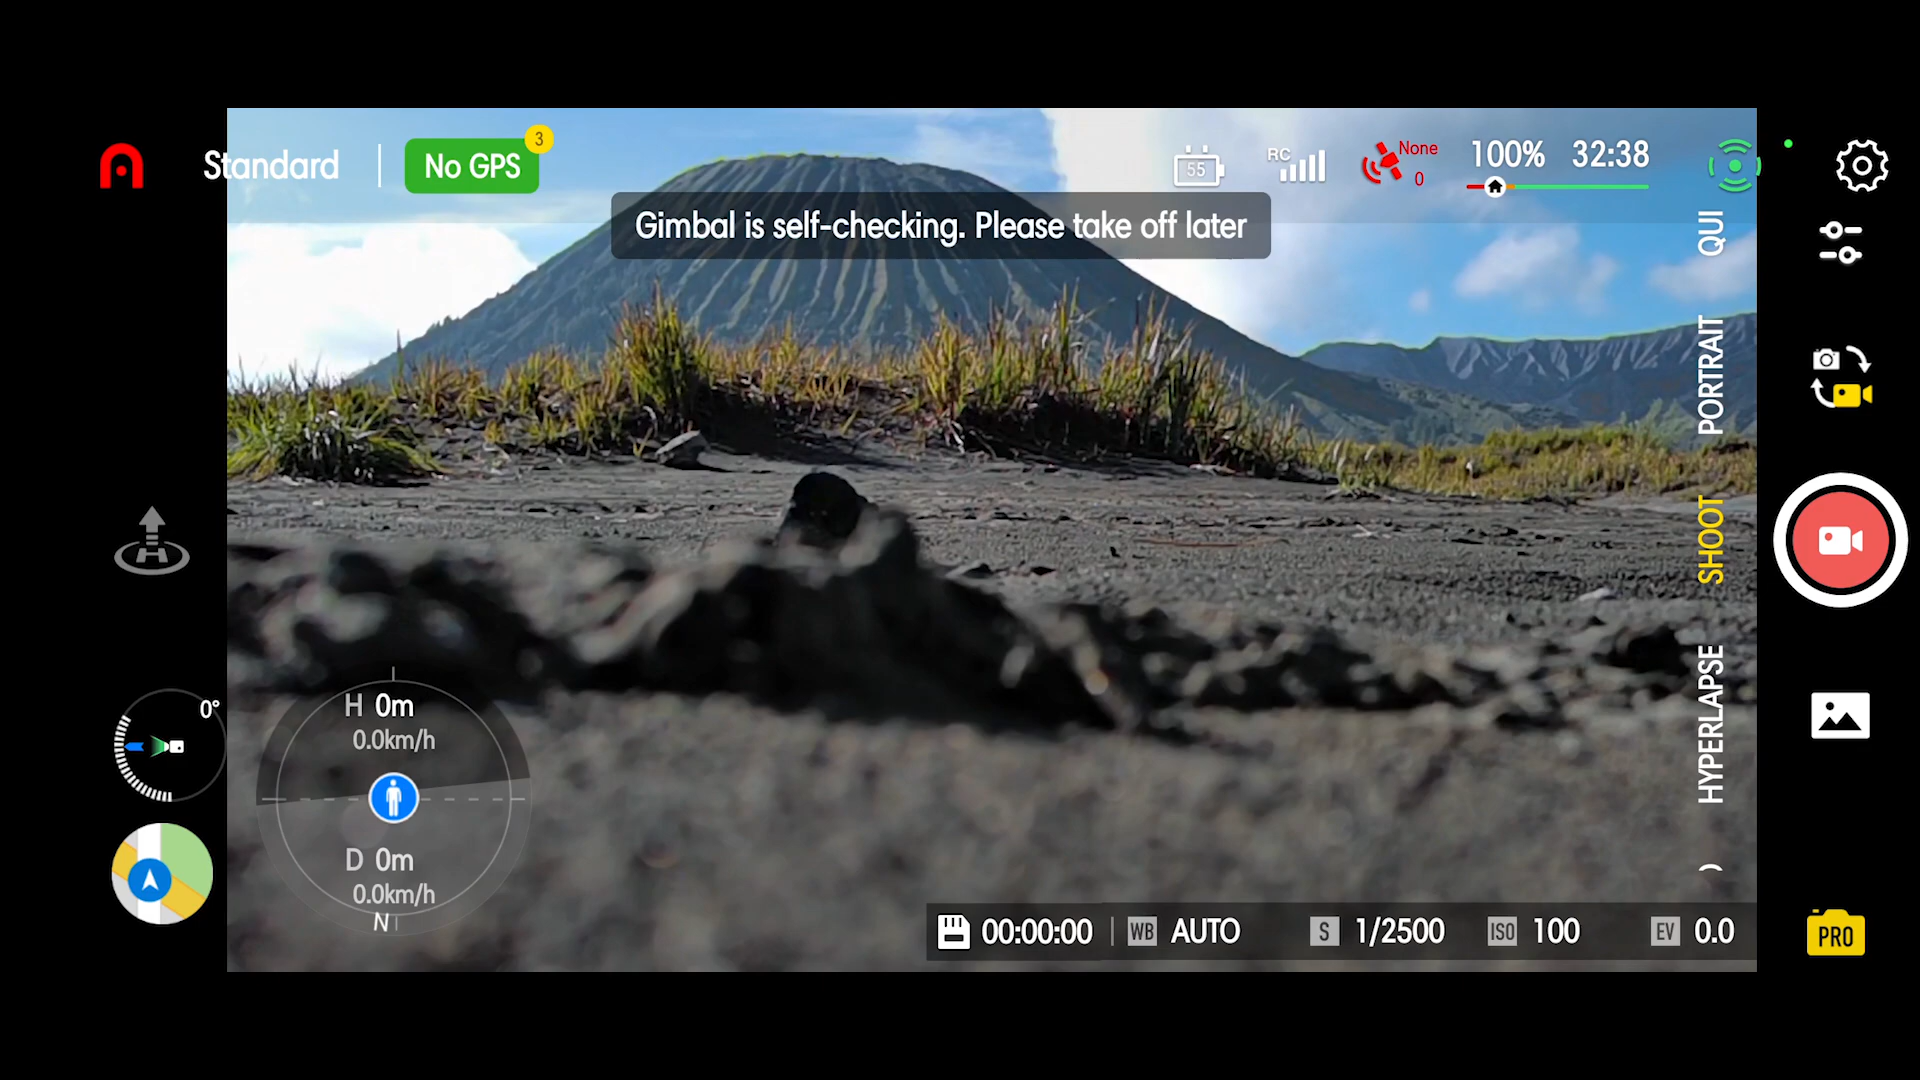 Standard
No GPS
3
55
RC
None
0
100%
32:38
Gimbal is self-checking. Please take off later
QUI
PORTRAIT
SHOOT
HYPERLAPSE
0°
H 0m
0.0km/h
D 0m
0.0km/h
N
00:00:00
WB AUTO
S 1/2500
ISO 100
EV 0.0
PRO